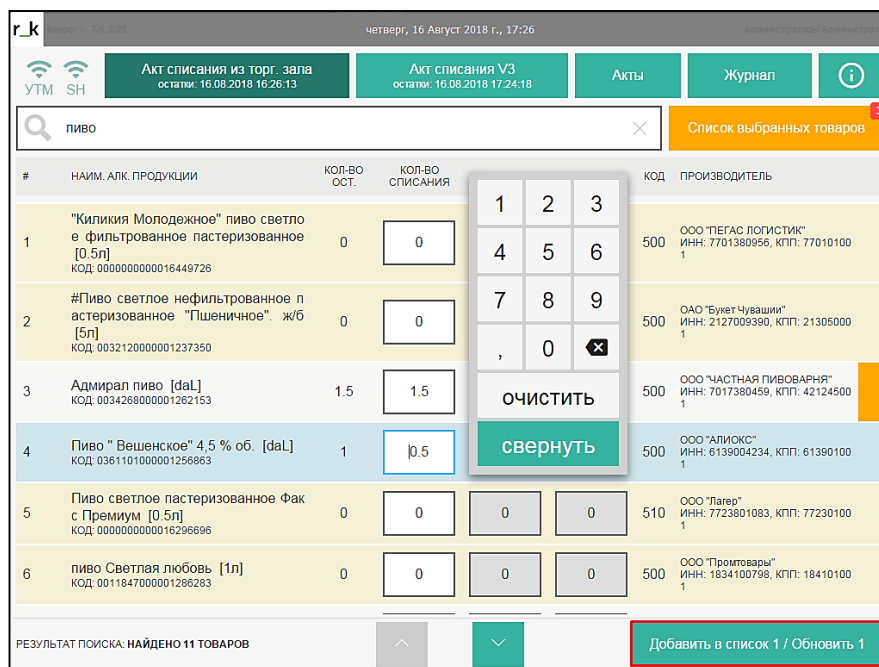 r_k
keeper v. 7.6.2.21
четверг, 16 Август 2018 г., 17:26
Администраторы Администрат
УТМ
SH
Акт списания из торг. зала
остатки: 16.08.2018 16:26:13
Акт списания V3
остатки: 16.08.2018 17:24:18
Акты
Журнал
пиво
Список выбранных товаров
#
НАИМ. АЛК. ПРОДУКЦИИ
КОЛ-ВО
ОСТ.
КОЛ-ВО
СПИСАНИЯ
КОД
ПРОИЗВОДИТЕЛЬ
1
"Киликия Молодежное" пиво светло
е фильтрованное пастеризованное
[0.5л]
КОД: 0000000000016449726
0
0
500
ООО "ПЕГАС ЛОГИСТИК"
ИНН: 7701380956, КПП: 77010100
1
2
#Пиво светлое нефильтрованное п
астеризованное "Пшеничное". ж/б
[5л]
КОД: 0032120000001237350
0
0
500
ОАО "Букет Чувашии"
ИНН: 2127009390, КПП: 21305000
1
3
Адмирал пиво [daL]
КОД: 0034268000001262153
1.5
1.5
500
ООО "ЧАСТНАЯ ПИВОВАРНЯ"
ИНН: 7017380459, КПП: 42124500
1
4
Пиво " Вешенское" 4,5 % об. [daL]
КОД: 0361101000001256863
1
0.5
500
ООО "АЛИОКС"
ИНН: 6139004234, КПП: 61390100
1
5
Пиво светлое пастеризованное Фак
с Премиум [0.5л]
КОД: 0000000000016296696
0
0
0
0
510
ООО "Лагер"
ИНН: 7723801083, КПП: 77230100
1
6
пиво Светлая любовь [1л]
КОД: 0011847000001286283
0
0
0
0
500
ООО "Промтовары"
ИНН: 1834100798, КПП: 18410100
1
1 2 3
4 5 6
7 8 9
, 0
очистить
свернуть
РЕЗУЛЬТАТ ПОИСКА: НАЙДЕНО 11 ТОВАРОВ
Добавить в список 1 / Обновить 1